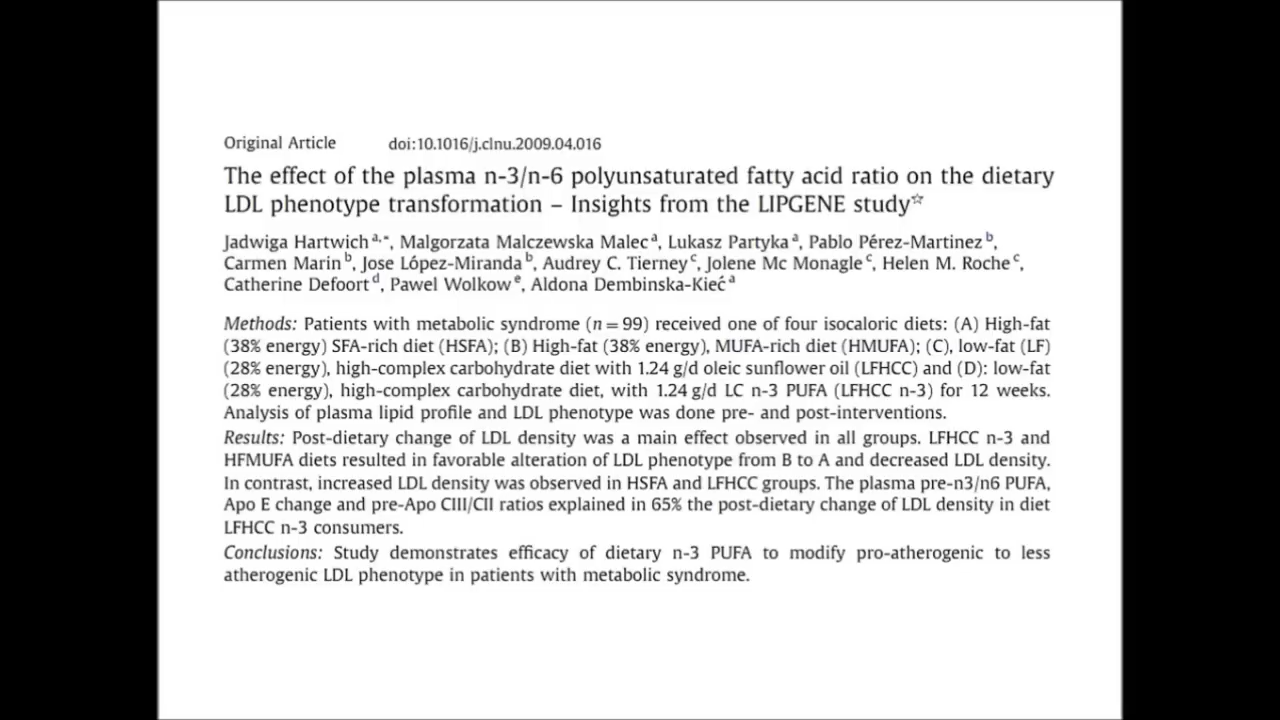 Original Article doi:10.1016/j.clnu.2009.04.016
The effect of the plasma n-3/n-6 polyunsaturated fatty acid ratio on the dietary
LDL phenotype transformation – Insights from the LIPGENE study☆
Jadwiga Hartwich a,*, Malgorzata Malczewska Malec a, Lukasz Partyka a, Pablo Pérez-Martinez b,
Carmen Marin b, Jose López-Miranda b, Audrey C. Tierney c, Jolene Mc Monagle c, Helen M. Roche c,
Catherine Defoort d, Pawel Wolkow e, Aldona Dembinska-Kieć a
Methods: Patients with metabolic syndrome (n = 99) received one of four isocaloric diets: (A) High-fat
(38% energy) SFA-rich diet (HSFA); (B) High-fat (38% energy), MUFA-rich diet (HMUFA); (C), low-fat (LF)
(28% energy), high-complex carbohydrate diet with 1.24 g/d oleic sunflower oil (LFHCC) and (D): low-fat
(28% energy), high-complex carbohydrate diet, with 1.24 g/d LC n-3 PUFA (LFHCC n-3) for 12 weeks.
Analysis of plasma lipid profile and LDL phenotype was done pre- and post-interventions.
Results: Post-dietary change of LDL density was a main effect observed in all groups. LFHCC n-3 and
HFMUFA diets resulted in favorable alteration of LDL phenotype from B to A and decreased LDL density.
In contrast, increased LDL density was observed in HSFA and LFHCC groups. The plasma pre-n3/n6 PUFA,
Apo E change and pre-Apo CIII/CII ratios explained in 65% the post-dietary change of LDL density in diet
LFHCC n-3 consumers.
Conclusions: Study demonstrates efficacy of dietary n-3 PUFA to modify pro-atherogenic to less
atherogenic LDL phenotype in patients with metabolic syndrome.